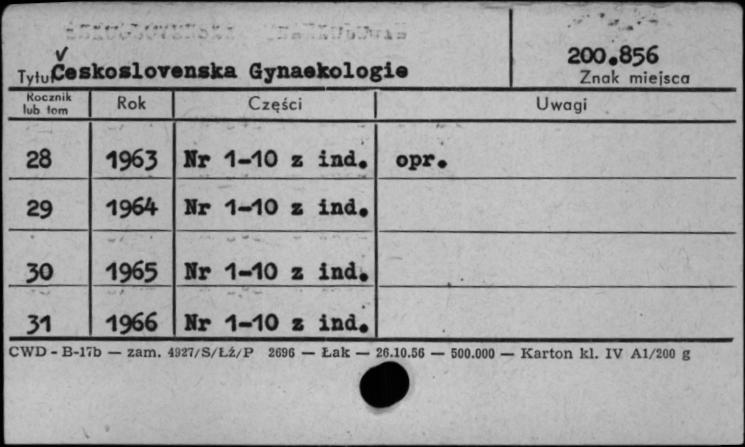 200.856
Tytuł Československa Gynaekologie Znak miejsca
Rocznik lub tom Rok Części Uwagi
28 1963 Nr 1-10 z ind. opr.
29 1964 Nr 1-10 z ind.
30 1965 Nr 1-10 z ind.
31 1966 Nr 1-10 z ind.
CWD - B-17b — zam. 4927/S/Łź/P 2696 — Łak — 26.10.56 — 500.000 — Karton kl. IV A1/200 g